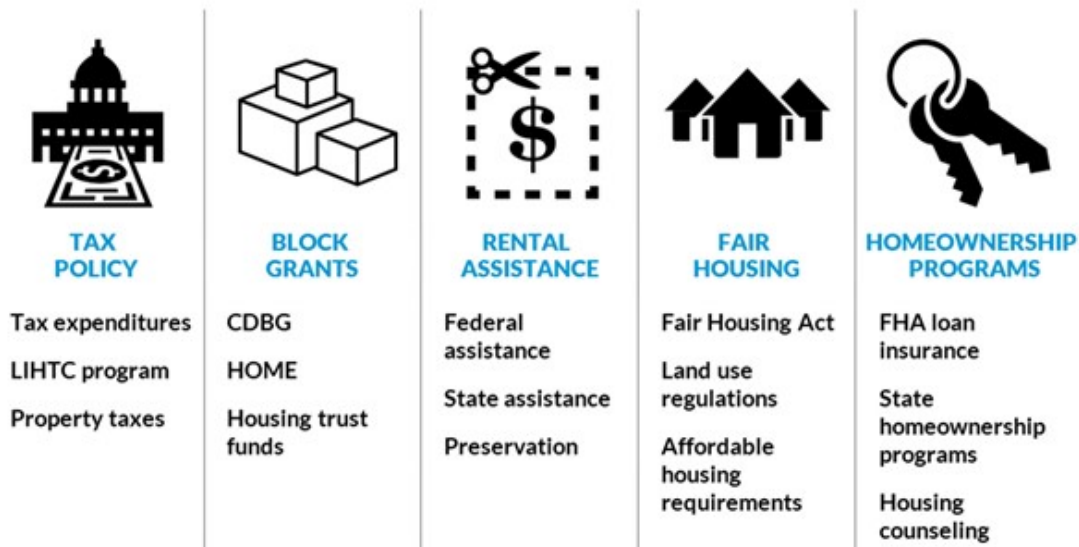 TAX
POLICY
Tax expenditures
LIHTC program
Property taxes
BLOCK
GRANTS
CDBG
HOME
Housing trust
funds
$
RENTAL
ASSISTANCE
Federal
assistance
State assistance
Preservation
FAIR
HOUSING
Fair Housing Act
Land use
regulations
Affordable
housing
requirements
HOMEOWNERSHIP
PROGRAMS
FHA loan
insurance
State
homeownership
programs
Housing
counseling